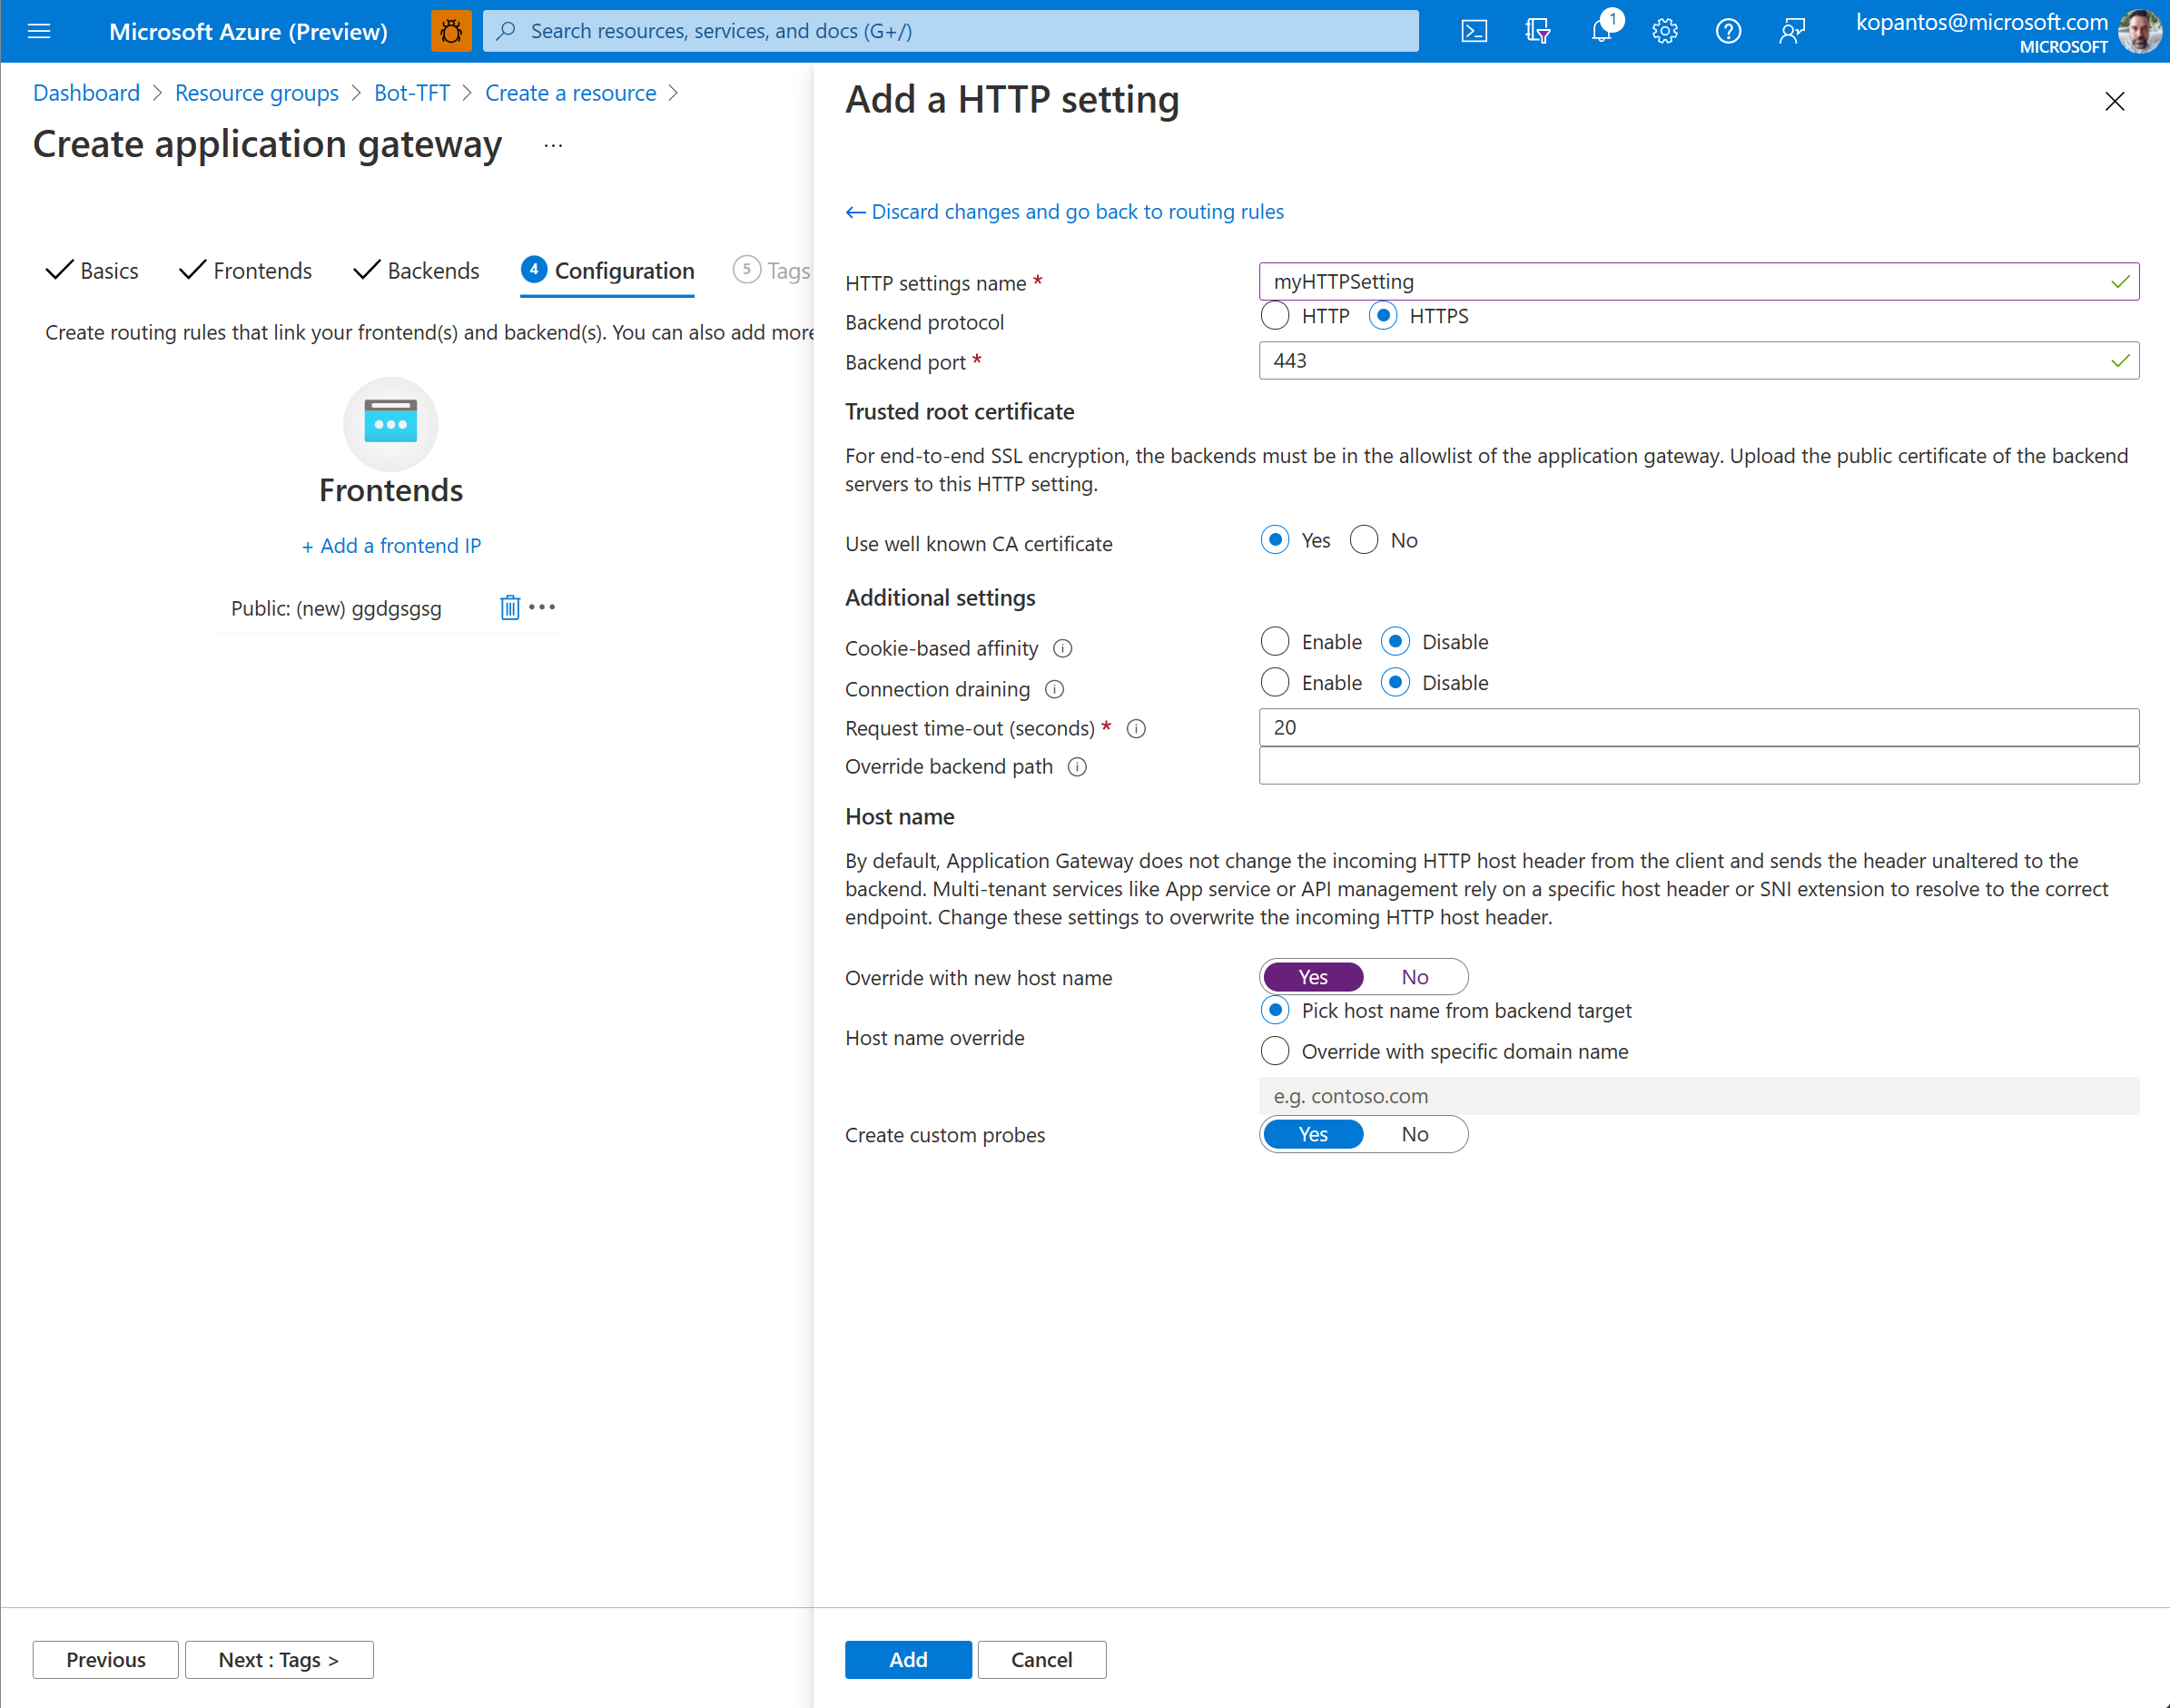 Microsoft Azure (Preview)
Search resources, services, and docs (G+/)
1
kopantos@microsoft.com
MICROSOFT
Dashboard > Resource groups > Bot-TFT > Create a resource >
Create application gateway ...
Basics Frontends Backends 4 Configuration 5 Tags
Create routing rules that link your frontend(s) and backend(s). You can also add more
Frontends
+ Add a frontend IP
Public: (new) ggdgsgsg
Previous
Next : Tags >
Add a HTTP setting
← Discard changes and go back to routing rules
HTTP settings name * myHTTPSetting
Backend protocol HTTP HTTPS
Backend port * 443
Trusted root certificate
For end-to-end SSL encryption, the backends must be in the allowlist of the application gateway. Upload the public certificate of the backend
servers to this HTTP setting.
Use well known CA certificate Yes No
Additional settings
Cookie-based affinity Enable Disable
Connection draining Enable Disable
Request time-out (seconds) * 20
Override backend path
Host name
By default, Application Gateway does not change the incoming HTTP host header from the client and sends the header unaltered to the
backend. Multi-tenant services like App service or API management rely on a specific host header or SNI extension to resolve to the correct
endpoint. Change these settings to overwrite the incoming HTTP host header.
Override with new host name Yes No
Host name override Pick host name from backend target
Override with specific domain name
e.g. contoso.com
Create custom probes Yes No
Add
Cancel